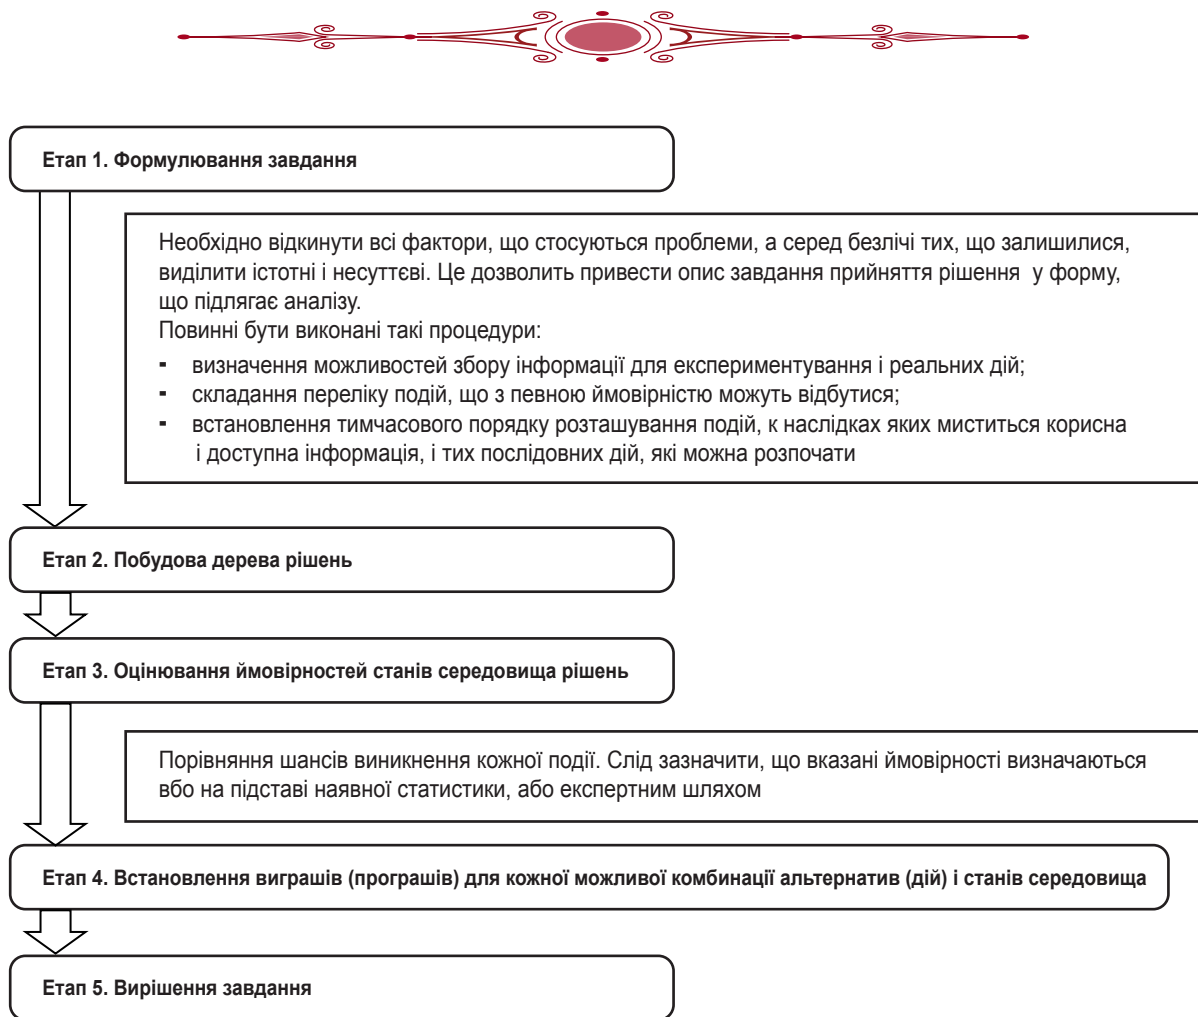 Етап 1. Формулювання завдання
Необхідно відкинути всі фактори, що стосуються проблеми, а серед безлічі тих, що залишилися,
виділити істотні і несуттєві. Це дозволить привести опис завдання прийняття рішення у форму,
що підлягає аналізу.
Повинні бути виконані такі процедури:
- визначення можливостей збору інформації для експериментування і реальних дій;
- складання переліку подій, що з певною ймовірністю можуть відбутися;
- встановлення тимчасового порядку розташування подій, к наслідках яких миститься корисна
і доступна інформація, і тих послідовних дій, які можна розпочати
Етап 2. Побудова дерева рішень
Етап 3. Оцінювання ймовірностей станів середовища рішень
Порівняння шансів виникнення кожної події. Слід зазначити, що вказані ймовірності визначаються
вбо на підставі наявної статистики, або експертним шляхом
Етап 4. Встановлення виграшів (програшів) для кожної можливої комбинації альтернатив (дій) і станів середовища
Етап 5. Вирішення завдання